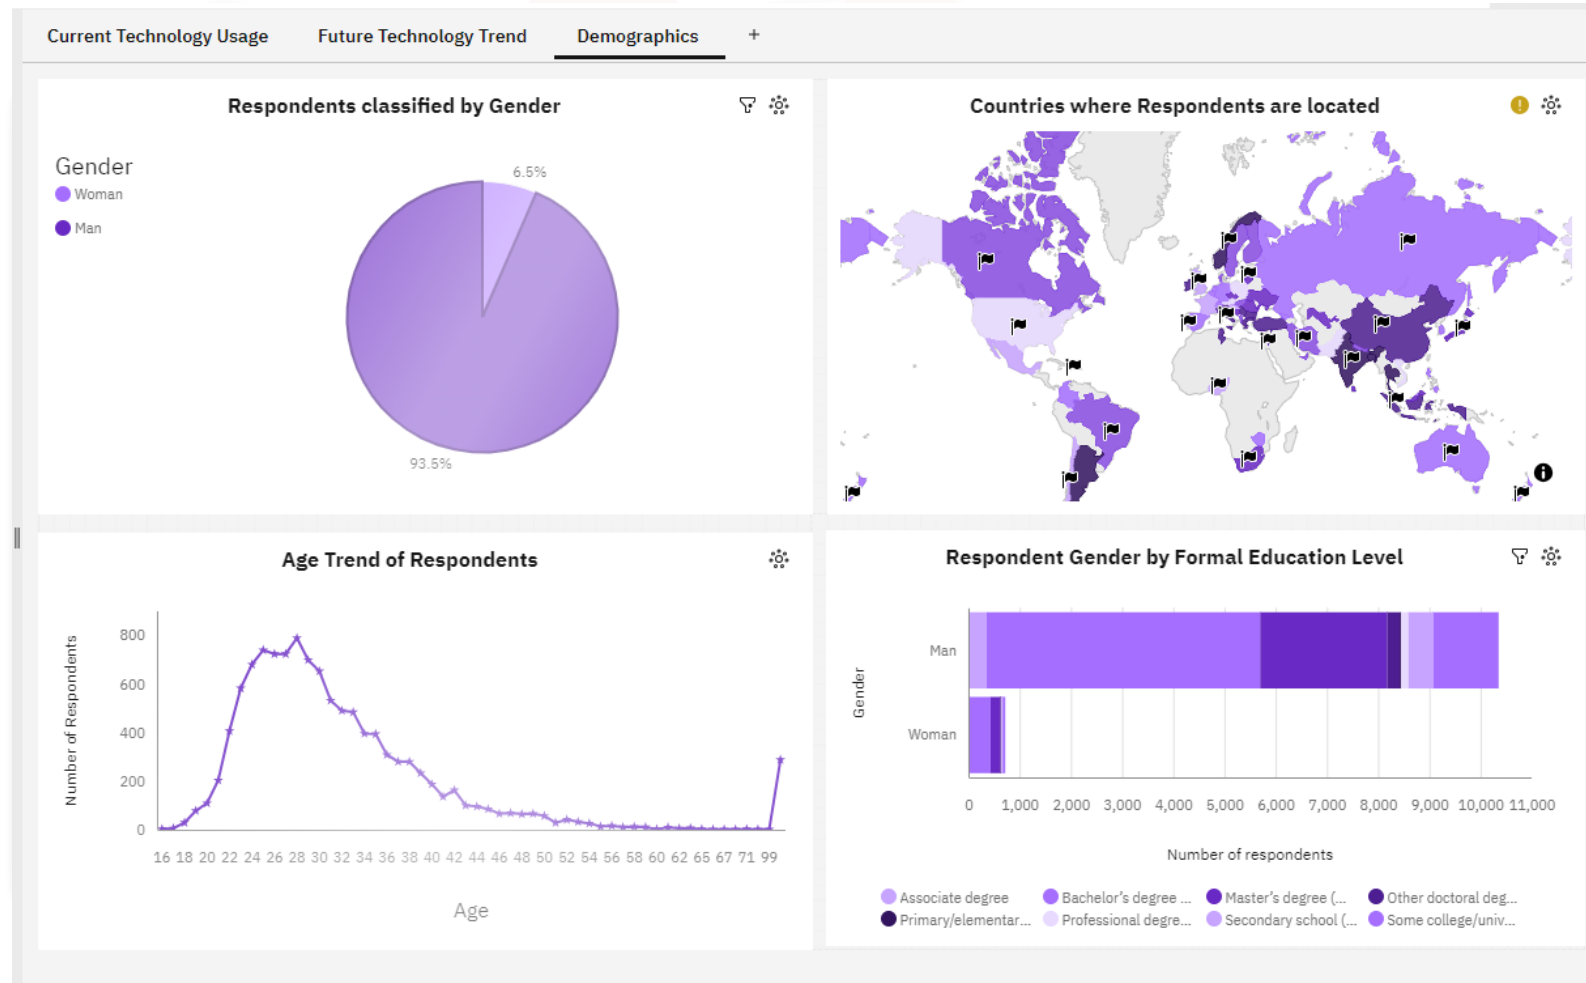 Current Technology Usage Future Technology Trend Demographics +
Respondents classified by Gender
Gender
Woman
Man
6.5%
93.5%
Countries where Respondents are located
Age Trend of Respondents
Number of Respondents
800
600
400
200
0
16 18 20 22 24 26 28 30 32 34 36 38 40 42 44 46 48 50 52 54 56 58 60 62 65 67 71 99
Age
Respondent Gender by Formal Education Level
Gender
Man
Woman
0 1,000 2,000 3,000 4,000 5,000 6,000 7,000 8,000 9,000 10,000 11,000
Number of respondents
Associate degree Bachelor's degree ... Master's degree (... Other doctoral deg...
Primary/elementar... Professional degre... Secondary school (... Some college/univ...